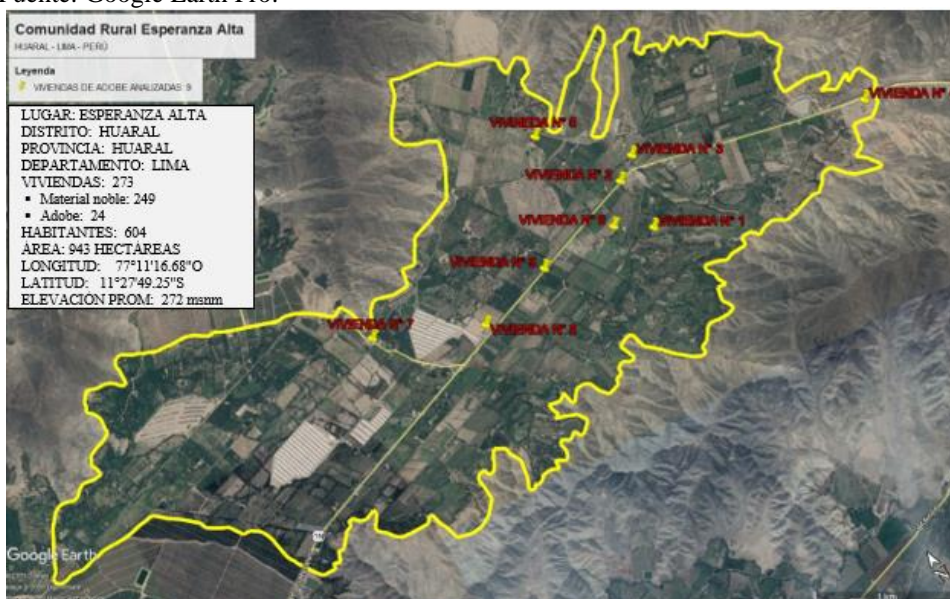 Fuente: Google Earth Pro.
Comunidad Rural Esperanza Alta
HUARAL - LIMA - PERÚ
Leyenda
VIVIENDAS DE ADOBE ANALIZADAS: 9
LUGAR: ESPERANZA ALTA
DISTRITO: HUARAL
PROVINCIA: HUARAL
DEPARTAMENTO: LIMA
VIVIENDAS: 273
▪ Material noble: 249
▪ Adobe: 24
HABITANTES: 604
ÁREA: 943 HECTÁREAS
LONGITUD: 77°11'16.68"O
LATITUD: 11°27'49.25"S
ELEVACIÓN PROM: 272 msnm
VIVIENDA N°
VIVINEDA N° 6
VIVIENDA N° 3
VIVIENDA N° 2
VIVIENDA N° 9
VIVIENDA N° 1
VIVIENDA N° 5
VIVIENDA N° 7
VIVIENDA N° 8
Google Earth
1 km